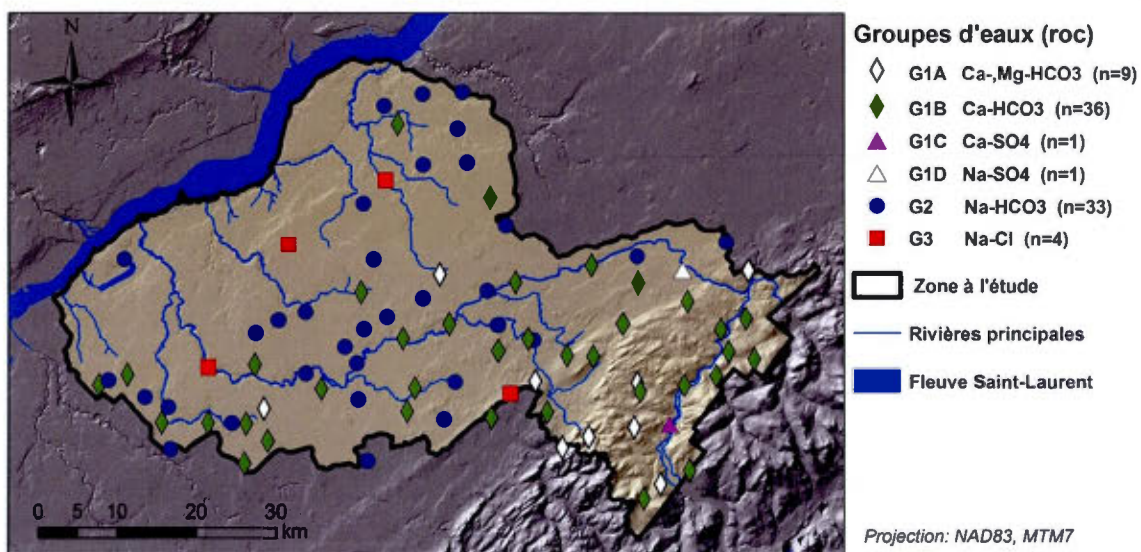 N
0 5 10 20 30
km
Groupes d'eaux (roc)
G1A Ca-,Mg-HCO3 (n=9)
G1B Ca-HCO3 (n=36)
G1C Ca-SO4 (n=1)
G1D Na-SO4 (n=1)
G2 Na-HCO3 (n=33)
G3 Na-Cl (n=4)
Zone à l'étude
Rivières principales
Fleuve Saint-Laurent
Projection: NAD83, MTM7